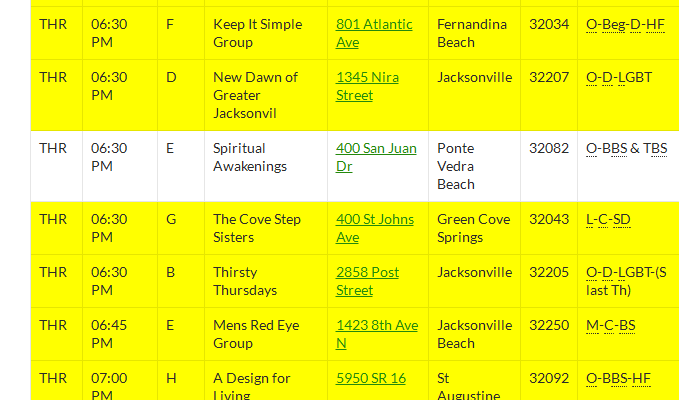 THR 06:30 PM F Keep It Simple Group 801 Atlantic Ave Fernandina Beach 32034 O-Beg-D-HF
THR 06:30 PM D New Dawn of Greater Jacksonvil 1345 Nira Street Jacksonville 32207 O-D-LGBT
THR 06:30 PM E Spiritual Awakenings 400 San Juan Dr Ponte Vedra Beach 32082 O-BBS & TBS
THR 06:30 PM G The Cove Step Sisters 400 St Johns Ave Green Cove Springs 32043 L-C-SD
THR 06:30 PM B Thirsty Thursdays 2858 Post Street Jacksonville 32205 O-D-LGBT-(S last Th)
THR 06:45 PM E Mens Red Eye Group 1423 8th Ave N Jacksonville Beach 32250 M-C-BS
THR 07:00 PM H A Design for Living 5950 SR 16 St Augustine 32092 O-BBS-HF